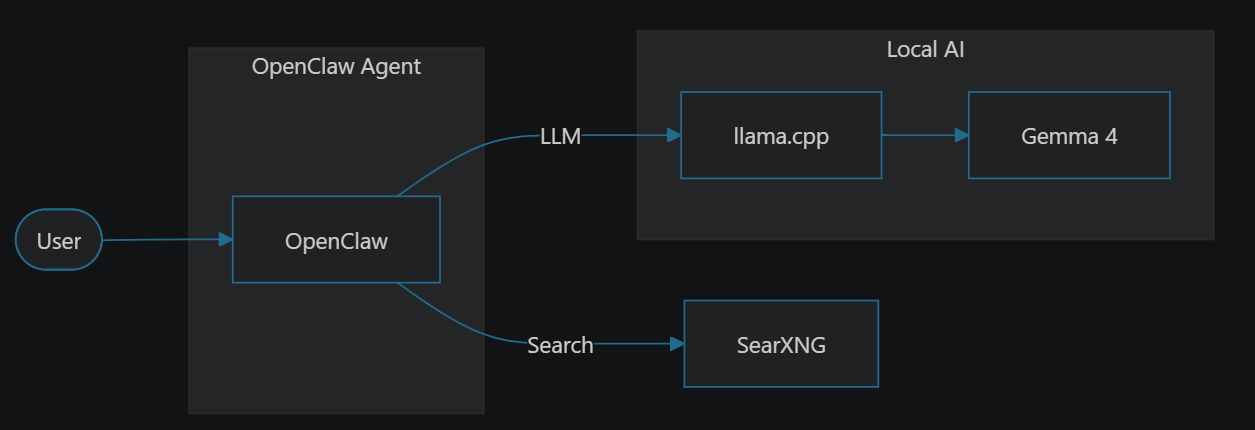 OpenClaw Agent
Local AI
User
OpenClaw
LLM
llama.cpp
Gemma 4
Search
SearXNG